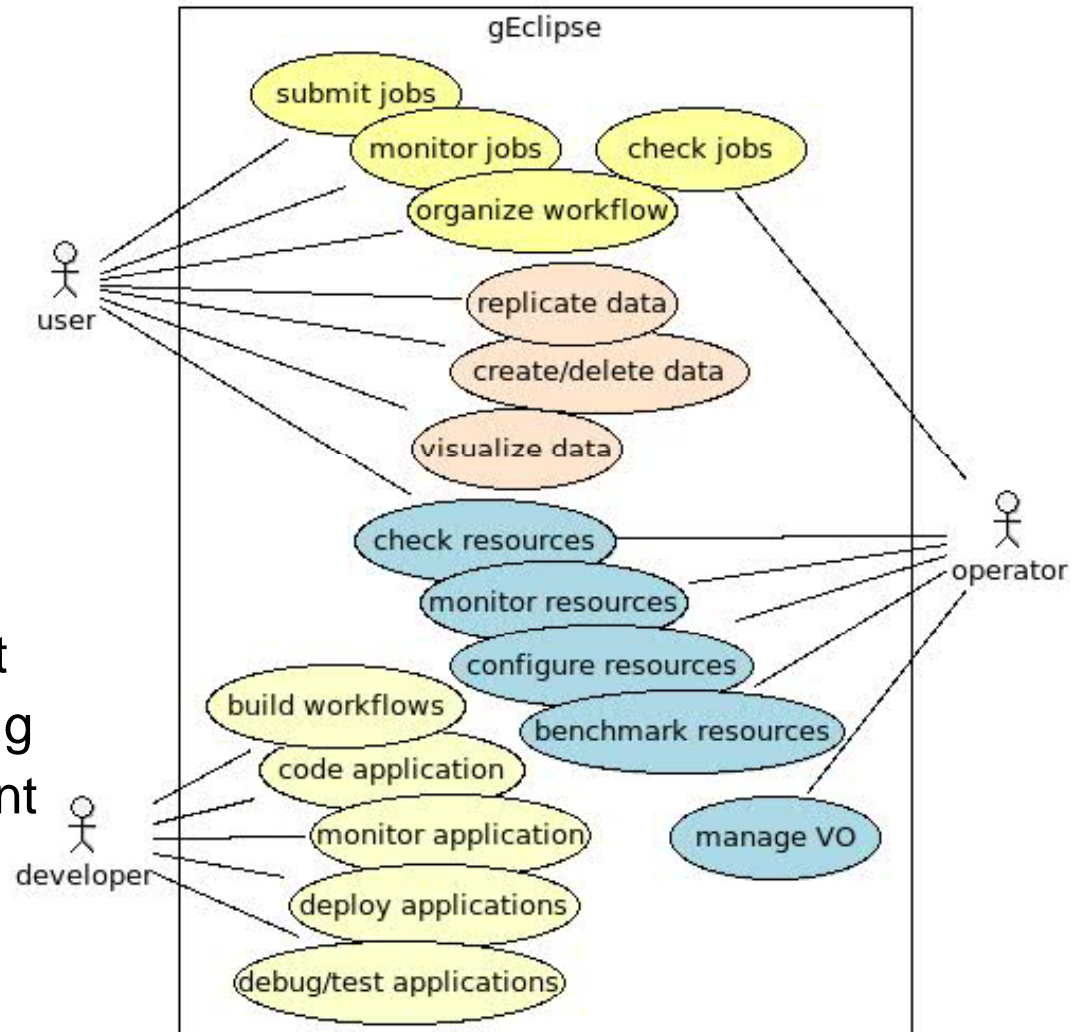 gEclipse
submit jobs
monitor jobs
check jobs
organize workflow
user
replicate data
create/delete data
visualize data
check resources
monitor resources
operator
configure resources
build workflows
benchmark resources
code application
monitor application
manage VO
developer
deploy applications
debug/test applications